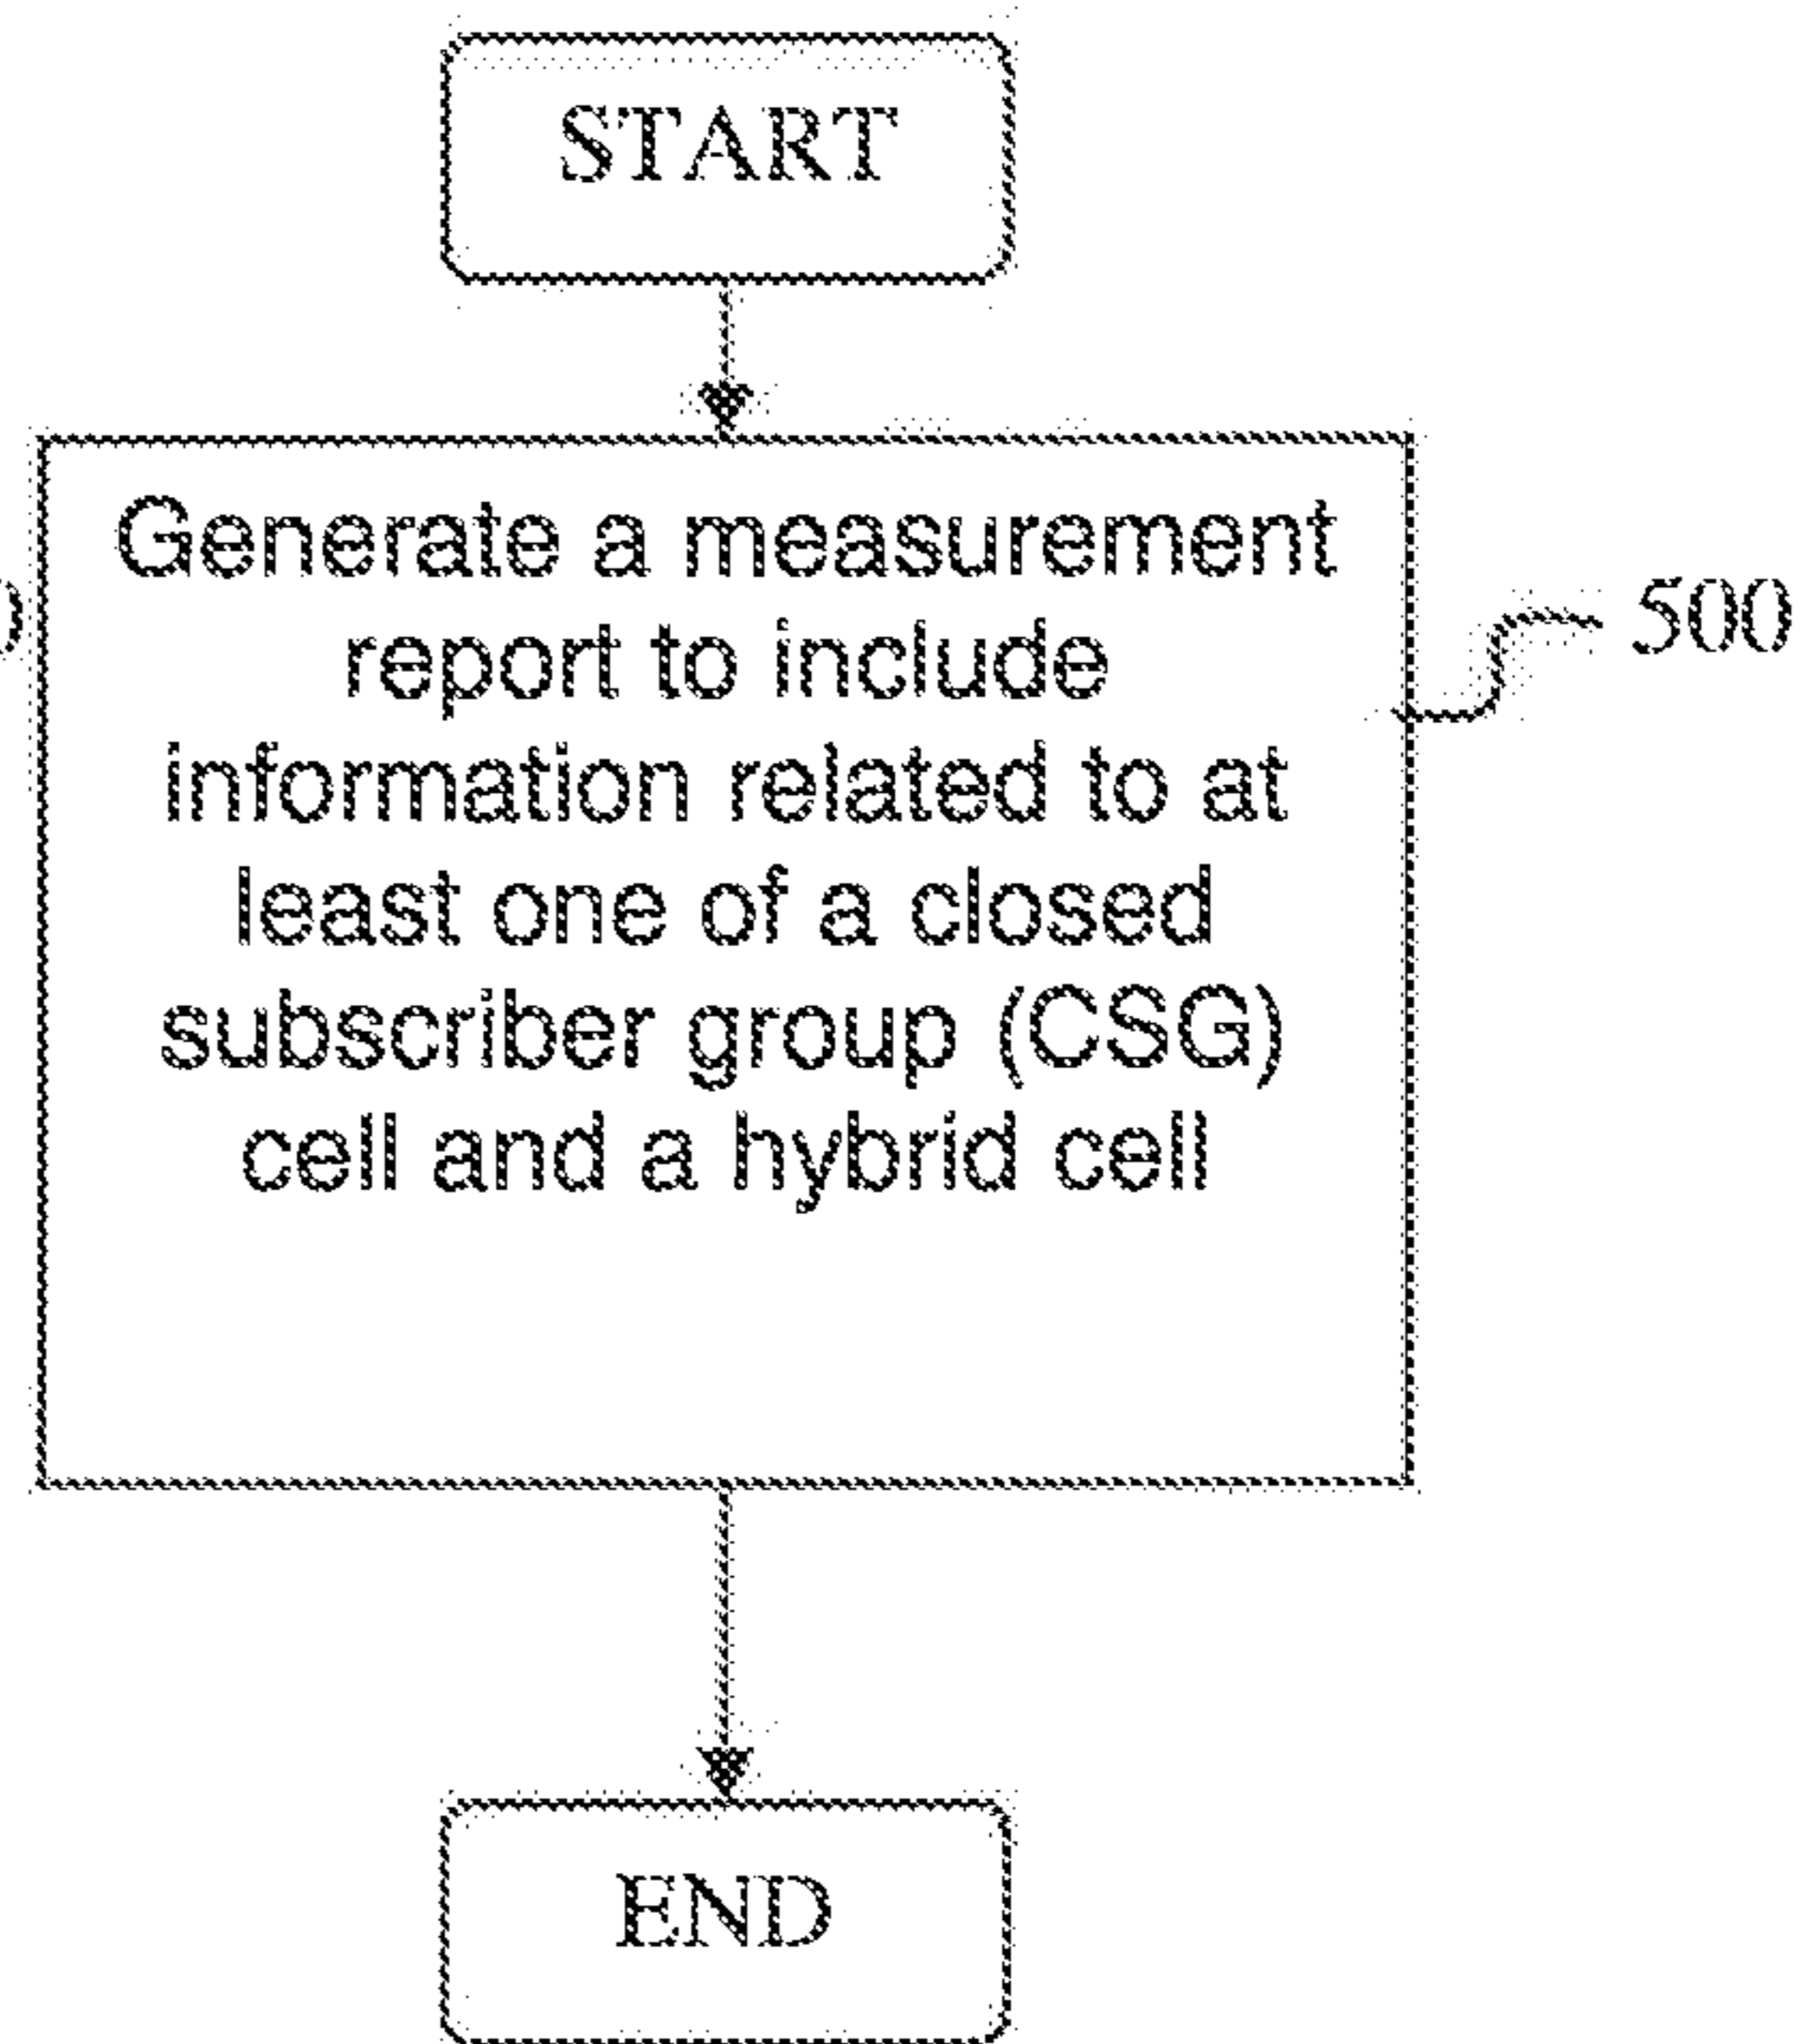 START
Generate a measurement
report to include
information related to at
least one of a closed
subscriber group (CSG)
cell and a hybrid cell
500
END